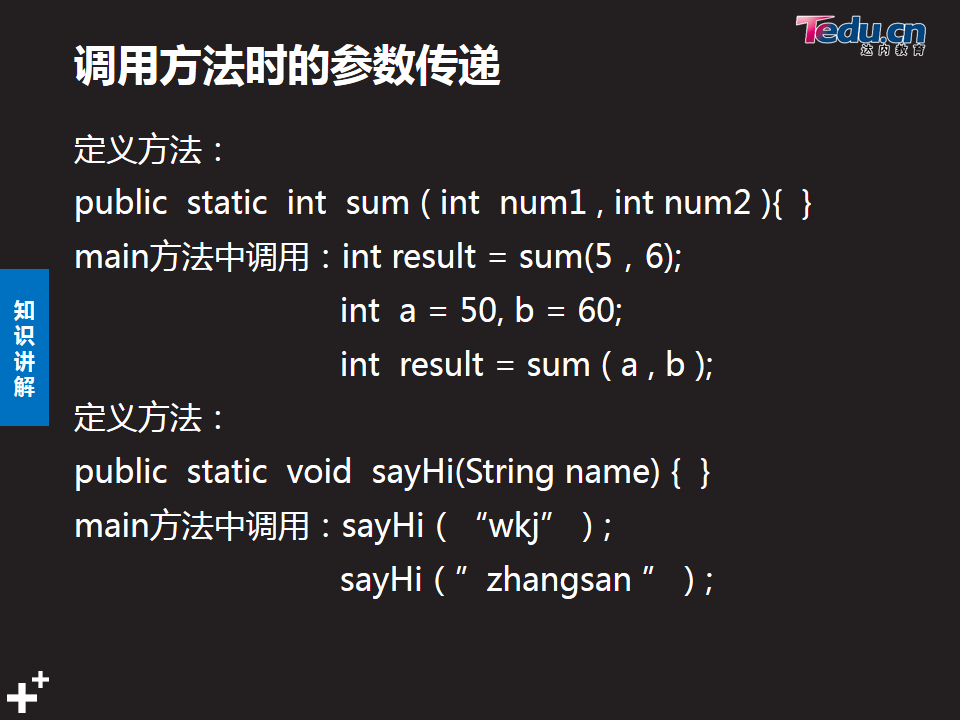 Tedu.cn
达内教育
调用方法时的参数传递
定义方法：
public static int sum ( int num1 , int num2 ){ }
main方法中调用：int result = sum(5，6);
int a = 50, b = 60;
int result = sum ( a , b );
知识讲解
定义方法：
public static void sayHi(String name) { }
main方法中调用：sayHi ( “wkj” ) ;
sayHi ( ” zhangsan ” ) ;